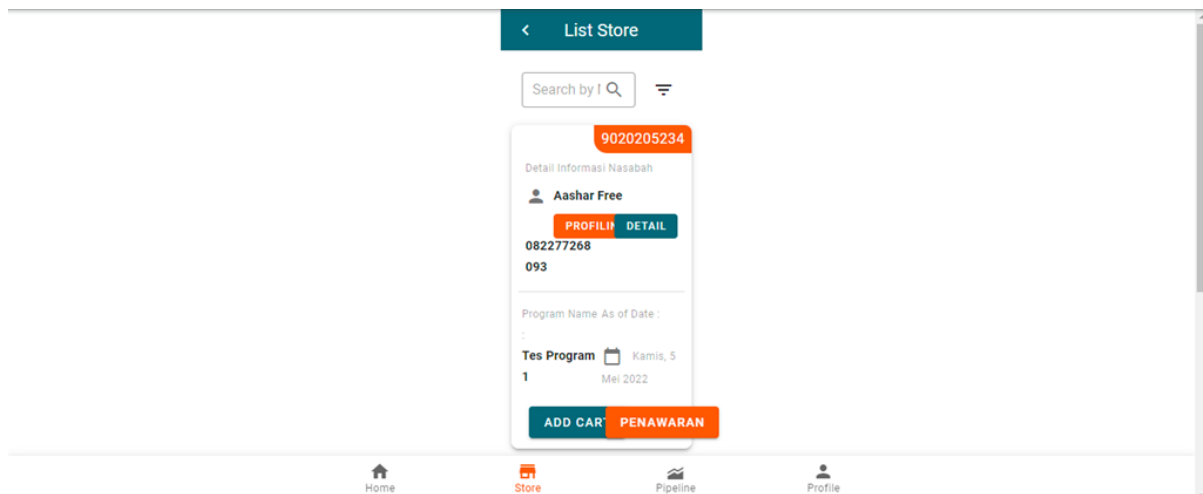 List Store
Search by
9020205234
Detail Informasi Nasabah
Aashar Free
PROFILIN DETAIL
082277268
093
Program Name As of Date :
:
Tes Program Kamis, 5
1 Mei 2022
ADD CART PENAWARAN
Home Store Pipeline Profile